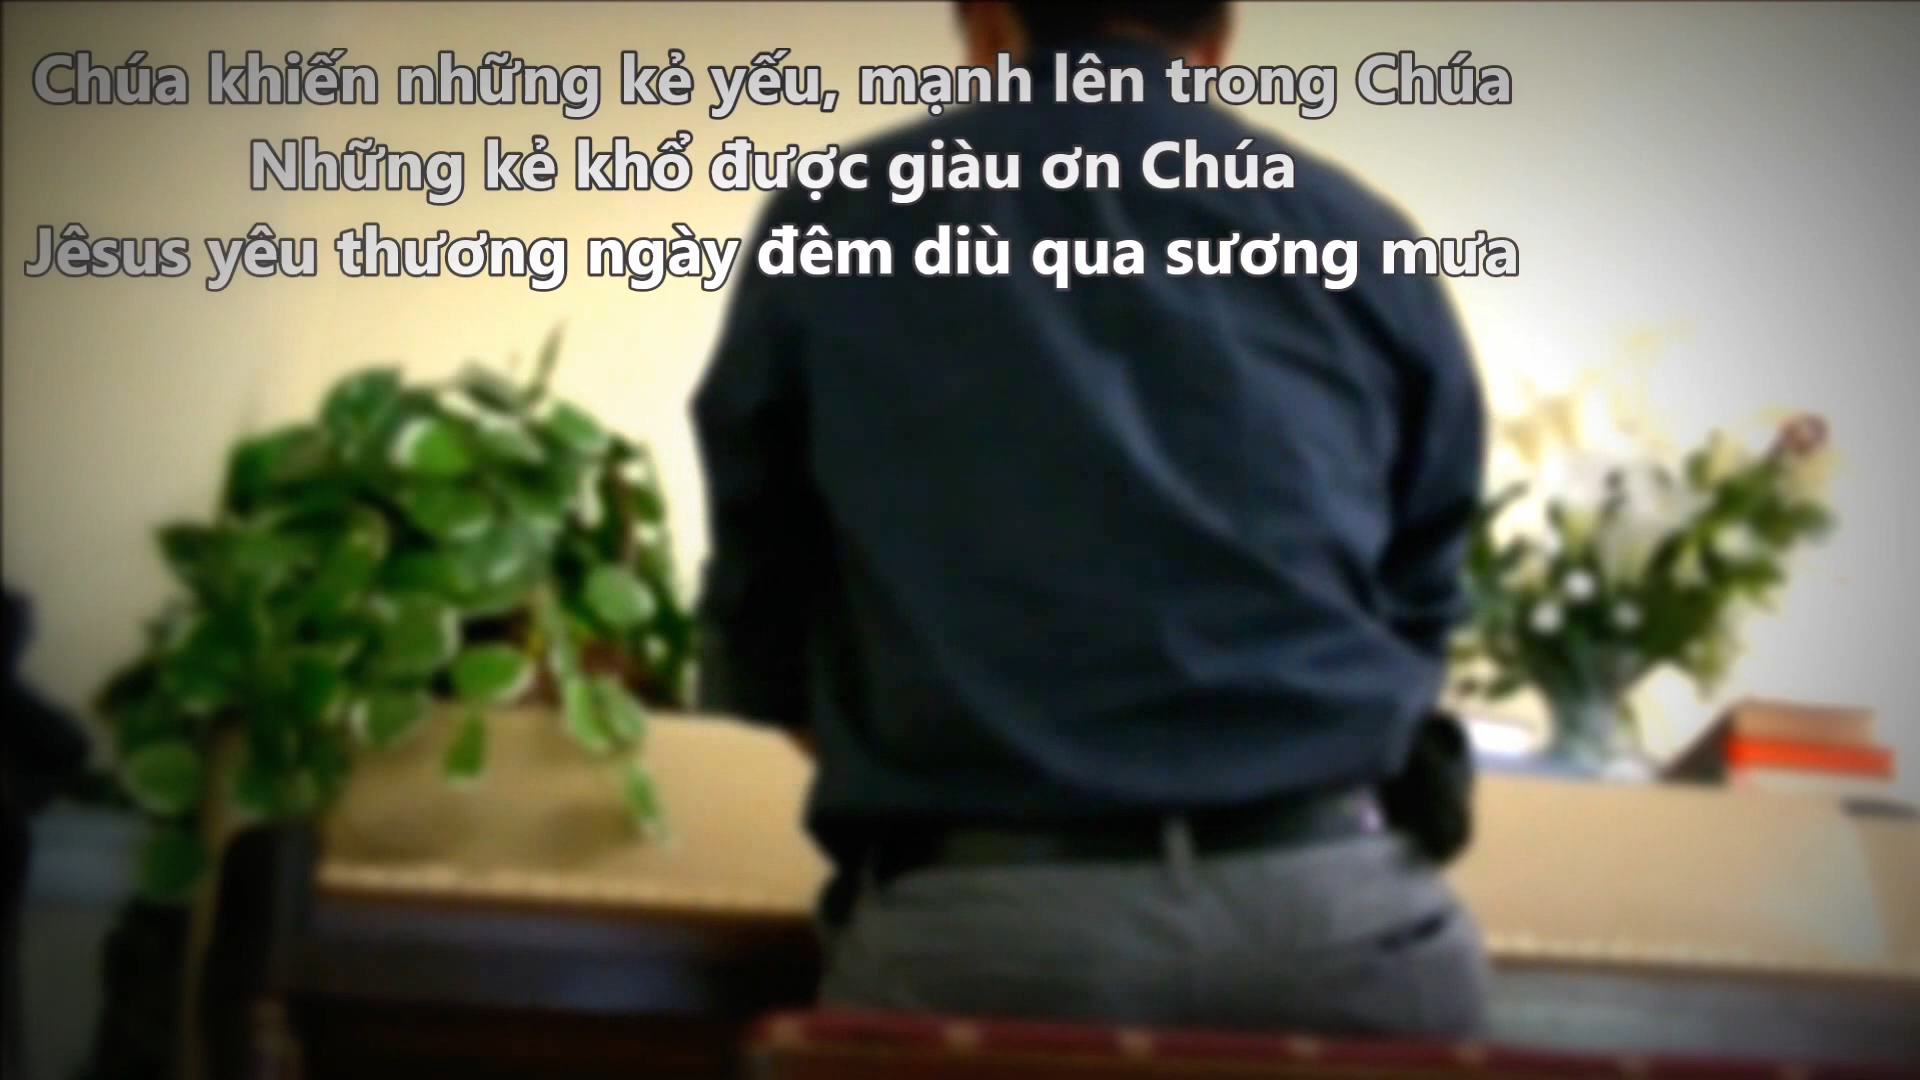 Chúa khiến những kẻ yếu, mạnh lên trong Chúa
Những kẻ khổ được giàu ơn Chúa
Jêsus yêu thương ngày đêm diù qua sương mưa